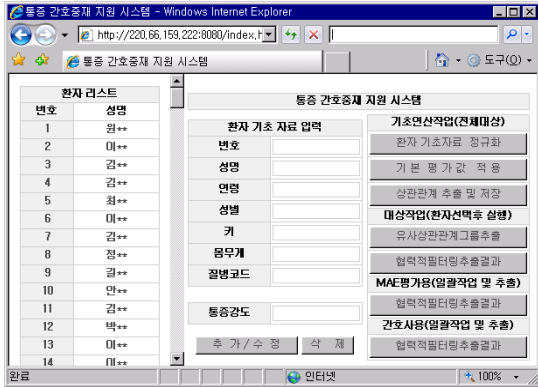 통증 간호중재 지원 시스템 - Windows Internet Explorer
http://220,66,159,222:8080/index,h
통증 간호중재 지원 시스템
도구(O)
환자 리스트
번호 성명
1 원**
2 이**
3 김**
4 김**
5 최**
6 이**
7 김**
8 정**
9 길**
10 안**
11 김**
12 박**
13 이**
14 이**
통증 간호중재 지원 시스템
환자 기초 자료 입력
번호
성명
연령
성별
키
몸무게
질병코드
통증강도
추 가/수 정 삭 제
기초연산작업(전체대상)
환자 기초자료 정규화
기 본 평 가 값 적 용
상관관계 추출 및 저장
대상작업(환자선택후 실행)
유사상관관계그룹추출
협력적필터링추출결과
MAE평가용(일괄작업 및 추출)
협력적필터링추출결과
간호사용(일괄작업 및 추출)
협력적필터링추출결과
완료 인터넷 100%